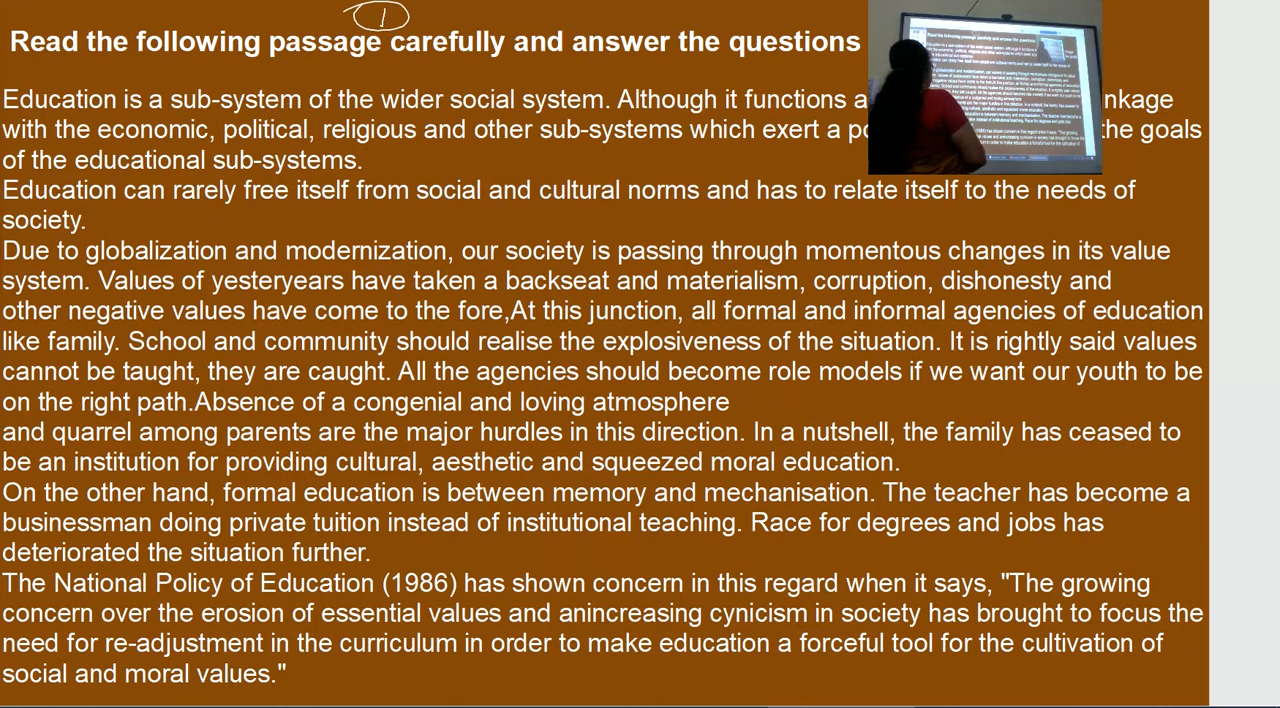 1
Read the following passage carefully and answer the questions
Education is a sub-system of the wider social system. Although it functions a nkage
with the economic, political, religious and other sub-systems which exert a po the goals
of the educational sub-systems.
Education can rarely free itself from social and cultural norms and has to relate itself to the needs of
society.
Due to globalization and modernization, our society is passing through momentous changes in its value
system. Values of yesteryears have taken a backseat and materialism, corruption, dishonesty and
other negative values have come to the fore,At this junction, all formal and informal agencies of education
like family. School and community should realise the explosiveness of the situation. It is rightly said values
cannot be taught, they are caught. All the agencies should become role models if we want our youth to be
on the right path.Absence of a congenial and loving atmosphere
and quarrel among parents are the major hurdles in this direction. In a nutshell, the family has ceased to
be an institution for providing cultural, aesthetic and squeezed moral education.
On the other hand, formal education is between memory and mechanisation. The teacher has become a
businessman doing private tuition instead of institutional teaching. Race for degrees and jobs has
deteriorated the situation further.
The National Policy of Education (1986) has shown concern in this regard when it says, "The growing
concern over the erosion of essential values and anincreasing cynicism in society has brought to focus the
need for re-adjustment in the curriculum in order to make education a forceful tool for the cultivation of
social and moral values."